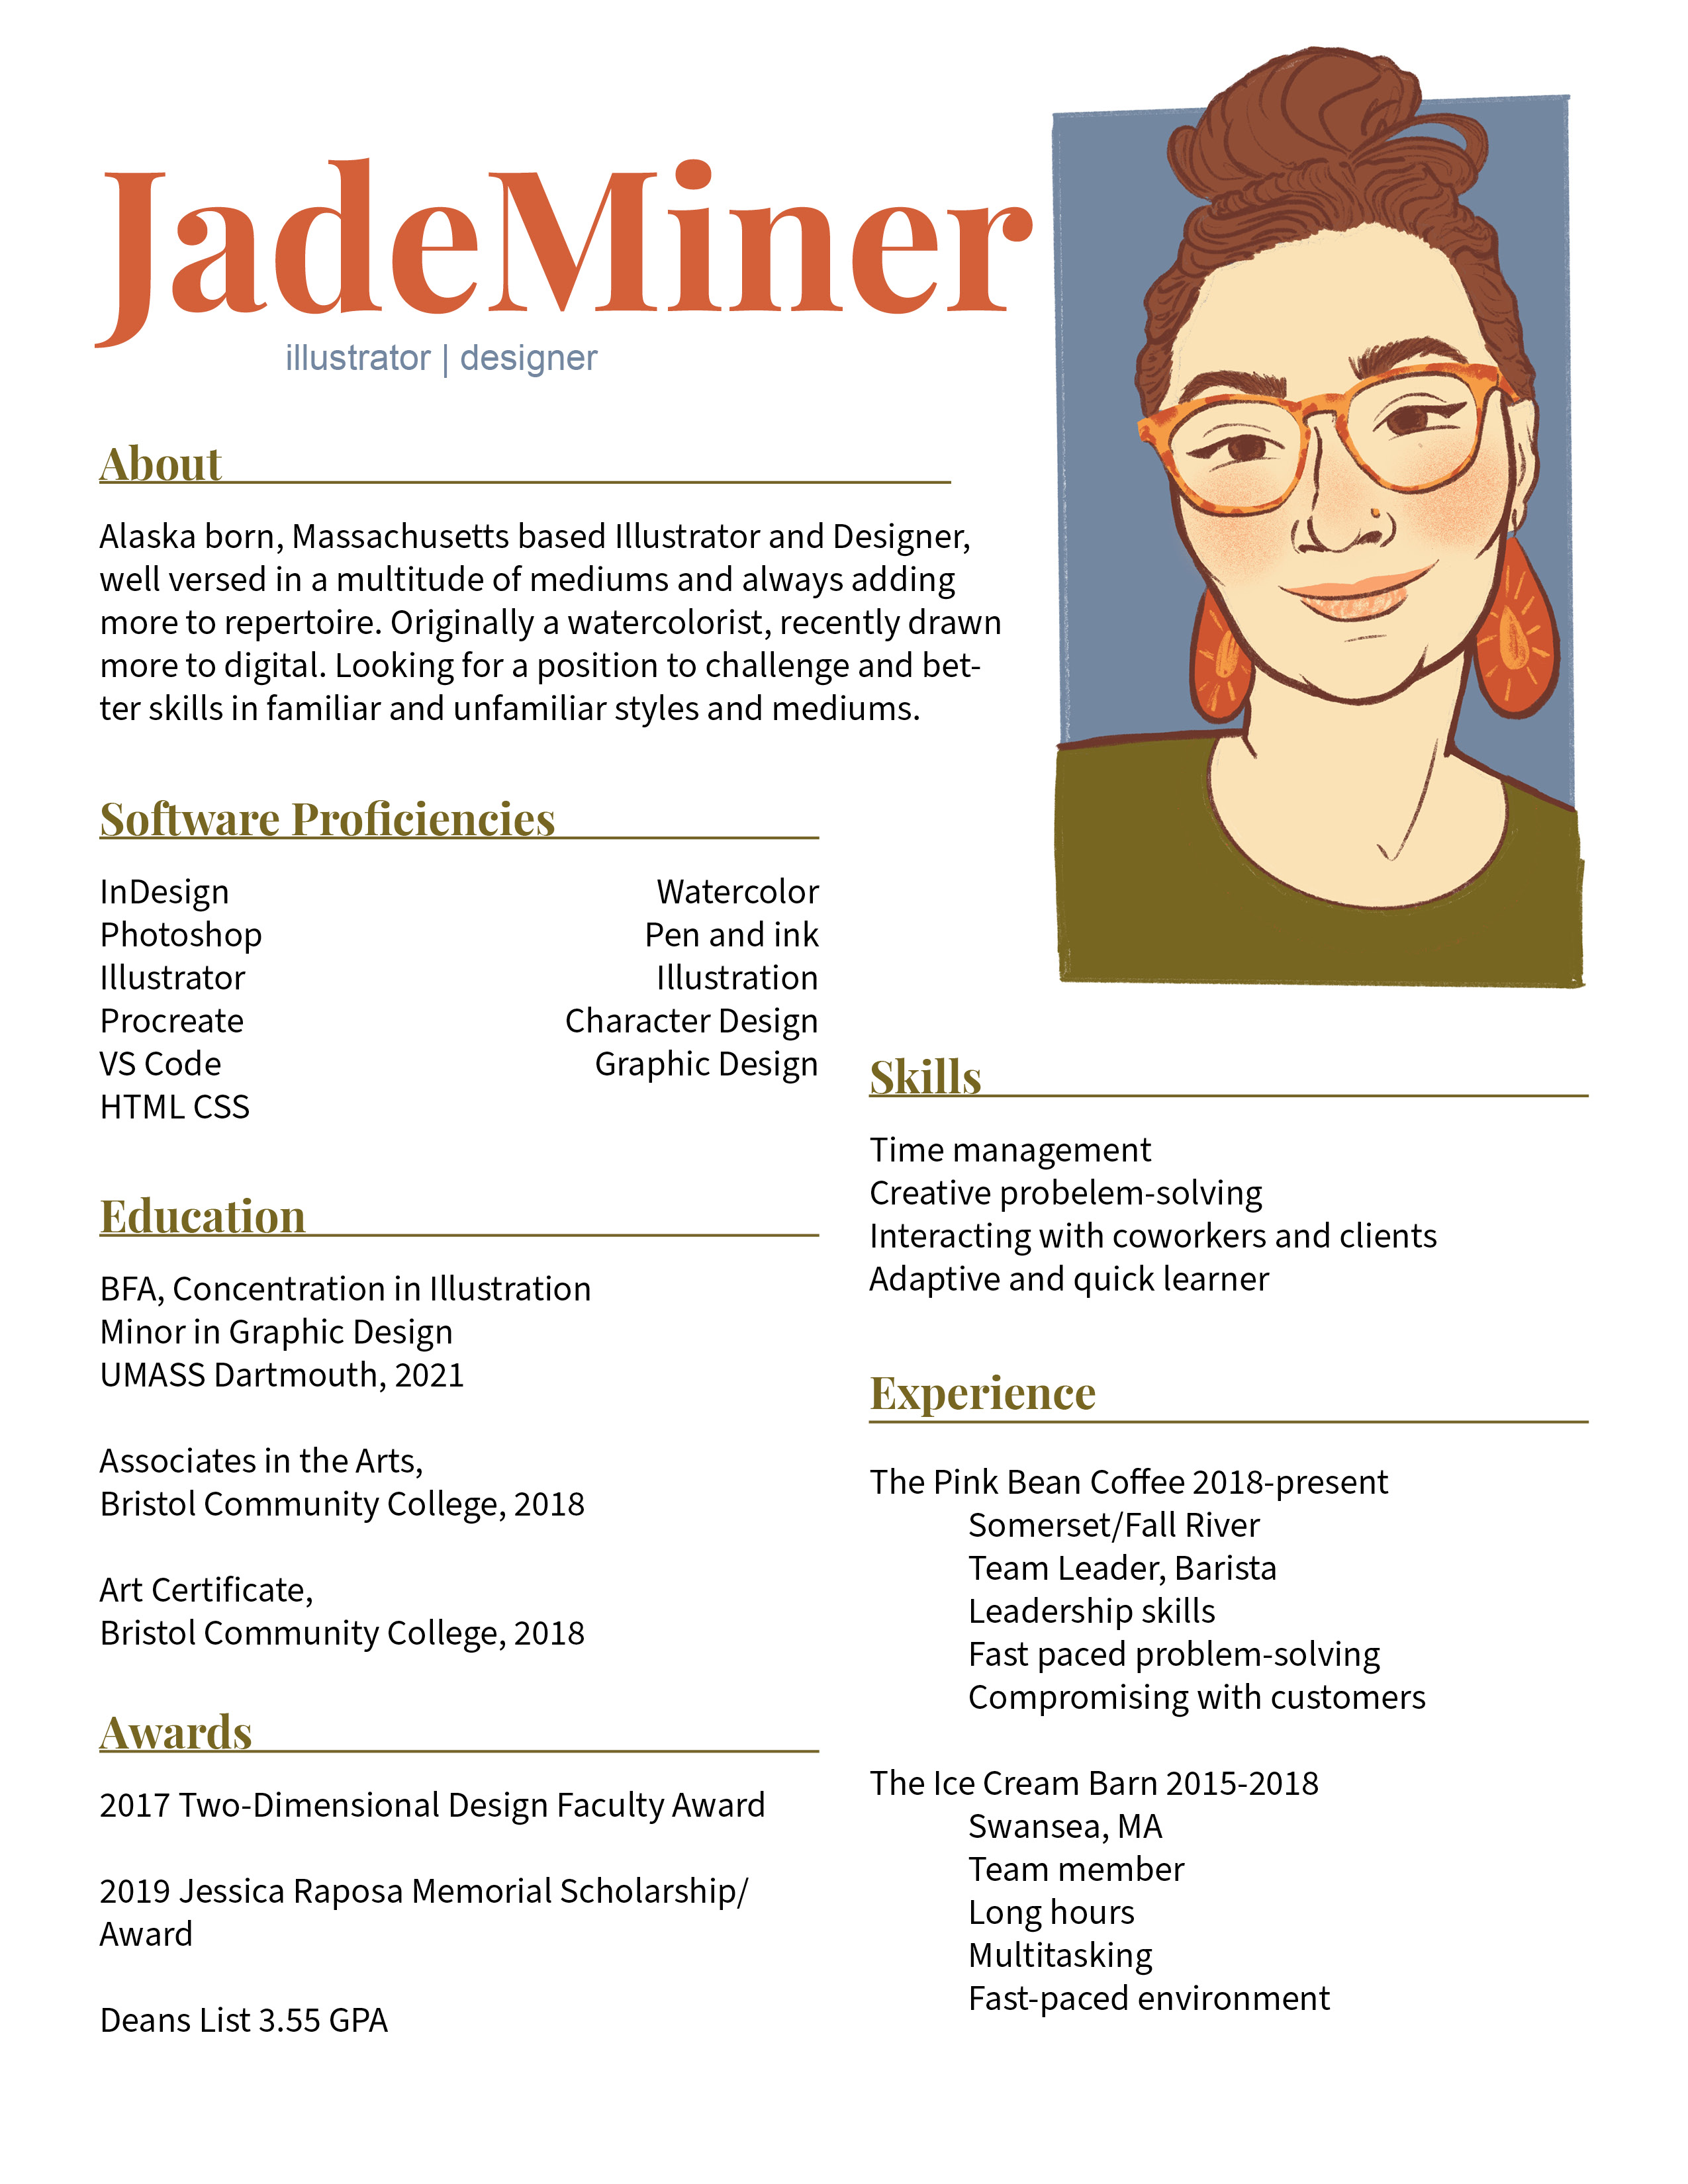 JadeMiner
illustrator | designer
About
Alaska born, Massachusetts based Illustrator and Designer,
well versed in a multitude of mediums and always adding
more to repertoire. Originally a watercolorist, recently drawn
more to digital. Looking for a position to challenge and bet-
ter skills in familiar and unfamiliar styles and mediums.
Software Proficiencies
InDesign
Photoshop
Illustrator
Procreate
VS Code
HTML CSS
Watercolor
Pen and ink
Illustration
Character Design
Graphic Design
Education
BFA, Concentration in Illustration
Minor in Graphic Design
UMASS Dartmouth, 2021
Associates in the Arts,
Bristol Community College, 2018
Art Certificate,
Bristol Community College, 2018
Awards
2017 Two-Dimensional Design Faculty Award
2019 Jessica Raposa Memorial Scholarship/
Award
Deans List 3.55 GPA
Skills
Time management
Creative probelem-solving
Interacting with coworkers and clients
Adaptive and quick learner
Experience
The Pink Bean Coffee 2018-present
Somerset/Fall River
Team Leader, Barista
Leadership skills
Fast paced problem-solving
Compromising with customers
The Ice Cream Barn 2015-2018
Swansea, MA
Team member
Long hours
Multitasking
Fast-paced environment